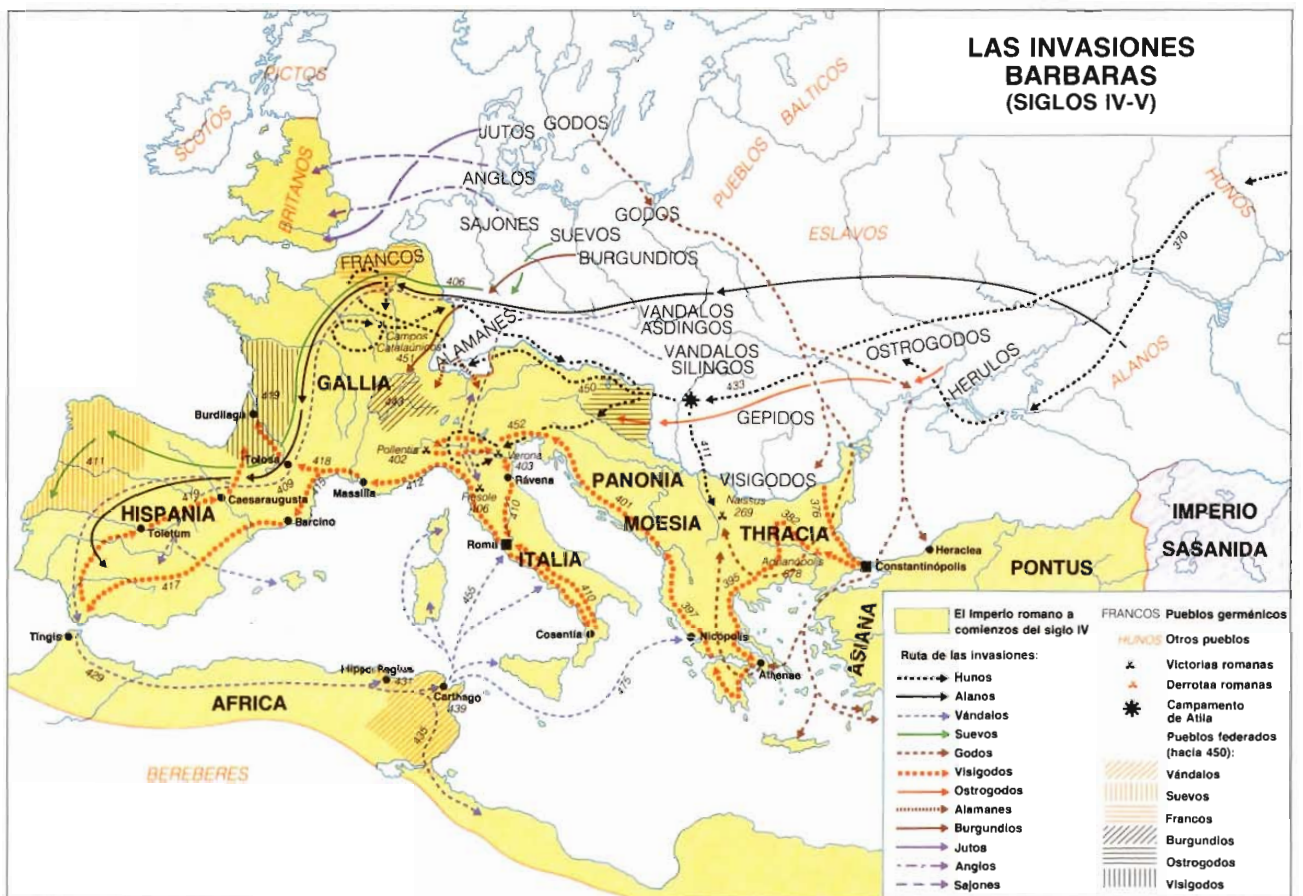 LAS INVASIONES
BARBARAS
(SIGLOS IV-V)
PICTOS
SCOTOS
BRITANOS
JUTOS
GODOS
BALTICOS
PUEBLOS
ANGLOS
SAJONES
GODOS
ESLAVOS
HUNOS
370
SUEVOS
BURGUNDIOS
FRANCOS
406
VANDALOS
ASDINGOS
VANDALOS
SILINGOS
ALAMANES
Campos
Catalaúnicos
451
OSTROGODOS
HERULOS
ALANOS
GALLIA
443
419
450
433
GEPIDOS
Burdilaga
411
Tolosa
418
409
415
419
Pollentia
402
452
Verona
403
412
Massilia
Rávena
Fiésole
406
410
PANONIA
401
411
VISIGODOS
Naissus
269
376
382
MOESIA
THRACIA
HISPANIA
Caesaraugusta
Toletum
Barcino
417
Roma
ITALIA
410
455
Cosentia
397
395
Adrianópolis
378
Heraclea
Constantinópolis
PONTUS
IMPERIO
SASANIDA
ASIANA
Nicópolis
Athenae
475
Tingis
429
Hippo Regius
431
Carthago
439
435
AFRICA
BEREBERES
El Imperio romano a
comienzos del siglo IV
Ruta de las invasiones:
Hunos
Alanos
Vándalos
Suevos
Godos
Visigodos
Ostrogodos
Alamanes
Burgundios
Jutos
Anglos
Sajones
FRANCOS Pueblos germánicos
HUNOS Otros pueblos
Victorias romanas
Derrotas romanas
Campamento
de Atila
Pueblos federados
(hacia 450):
Vándalos
Suevos
Francos
Burgundios
Ostrogodos
Visigodos